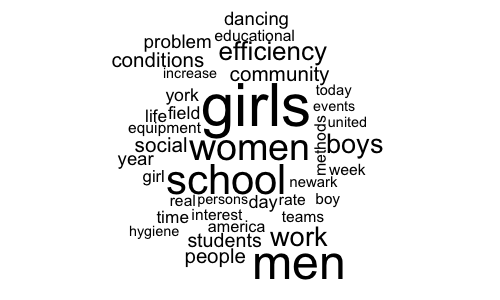 dancing
educational
problem efficiency
conditions
increase community
york girls today
life field events
equipment united
social women methods boys
year
girl school week
newark
real persons day rate boy
time interest teams
america
hygiene students work
people men